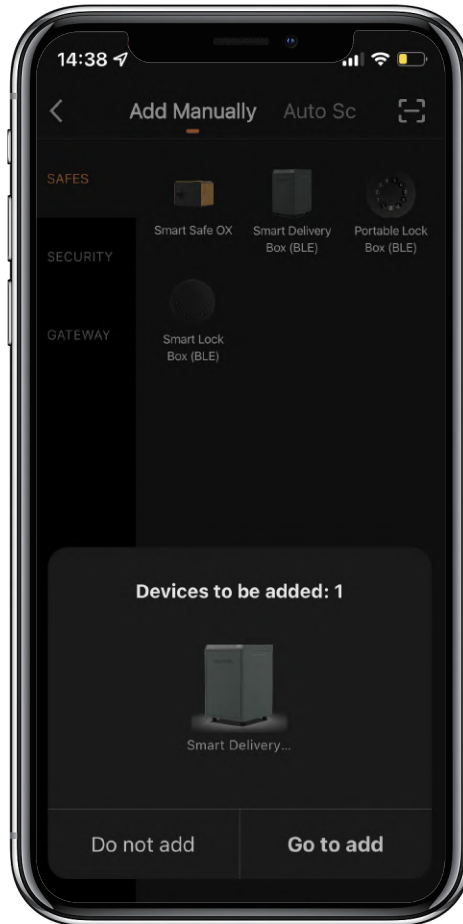 14:38
Add Manually
Auto Sc
SAFES
Smart Safe OX
Smart Delivery
Box (BLE)
Portable Lock
Box (BLE)
SECURITY
GATEWAY
Smart Lock
Box (BLE)
Devices to be added: 1
Smart Delivery...
Do not add
Go to add